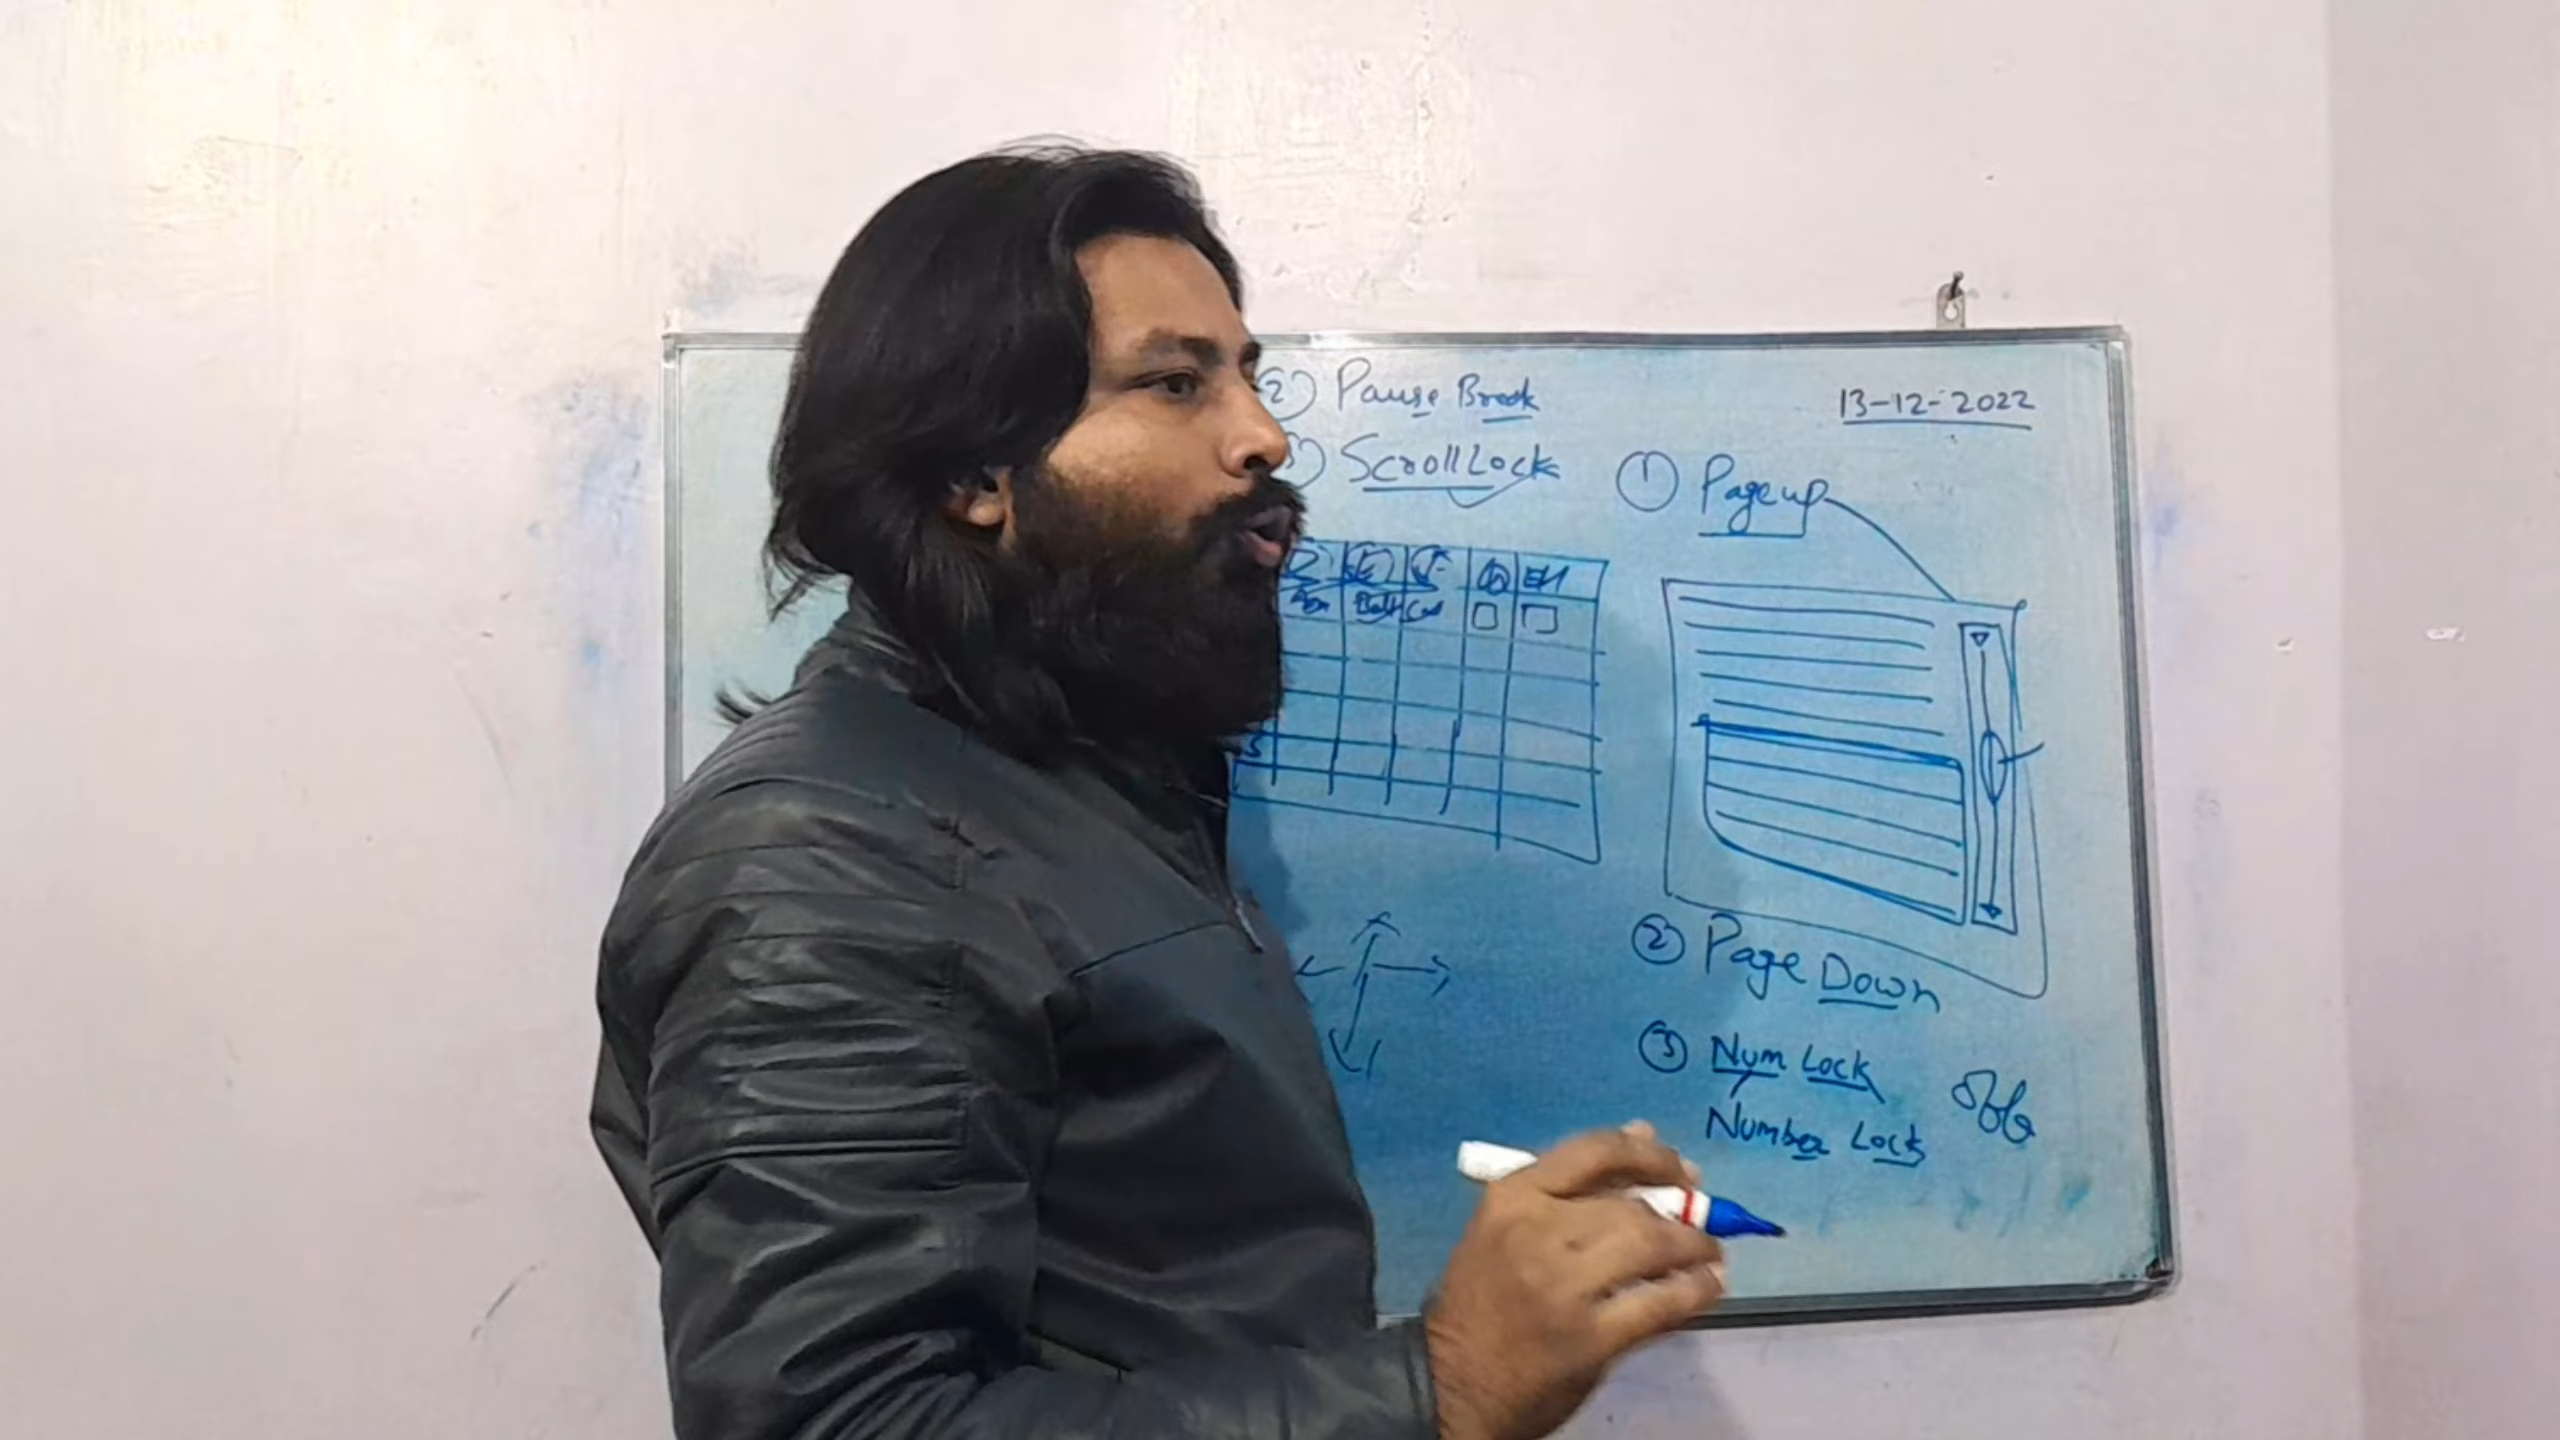 ② Pause Break
13-12-2022
③ Scroll Lock
① Page up
5
② Page Down
③ Num Lock
Number Lock